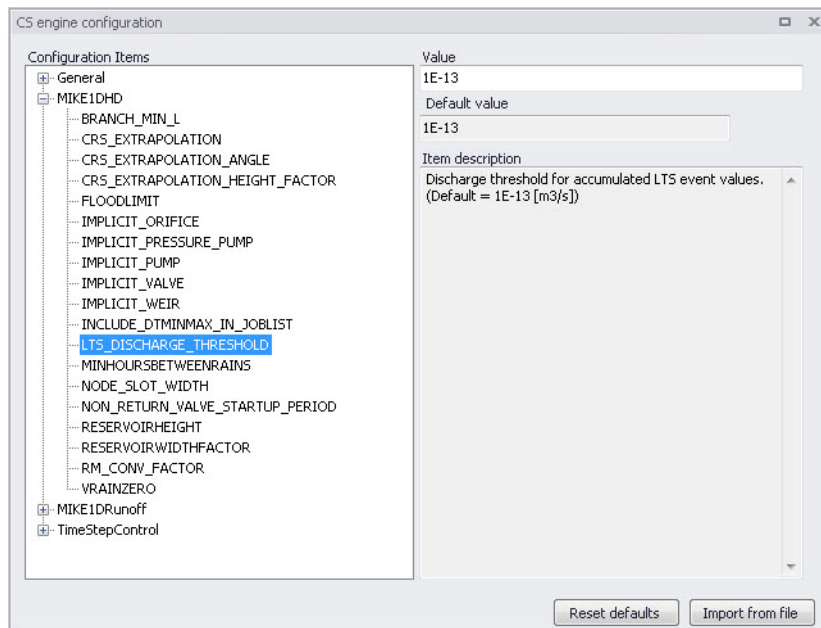 CS engine configuration
Configuration Items
General
MIKE1DHD
BRANCH_MIN_L
CRS_EXTRAPOLATION
CRS_EXTRAPOLATION_ANGLE
CRS_EXTRAPOLATION_HEIGHT_FACTOR
FLOODLIMIT
IMPLICIT_ORIFICE
IMPLICIT_PRESSURE_PUMP
IMPLICIT_PUMP
IMPLICIT_VALVE
IMPLICIT_WEIR
INCLUDE_DTMINMAX_IN_JOBLIST
LTS_DISCHARGE_THRESHOLD
MINHOURSBETWEENRAINS
NODE_SLOT_WIDTH
NON_RETURN_VALVE_STARTUP_PERIOD
RESERVOIRHEIGHT
RESERVOIRWIDTHFACTOR
RM_CONV_FACTOR
VRAINZERO
MIKE1DRunoff
TimeStepControl
Value
1E-13
Default value
1E-13
Item description
Discharge threshold for accumulated LTS event values.
(Default = 1E-13 [m3/s])
Reset defaults
Import from file